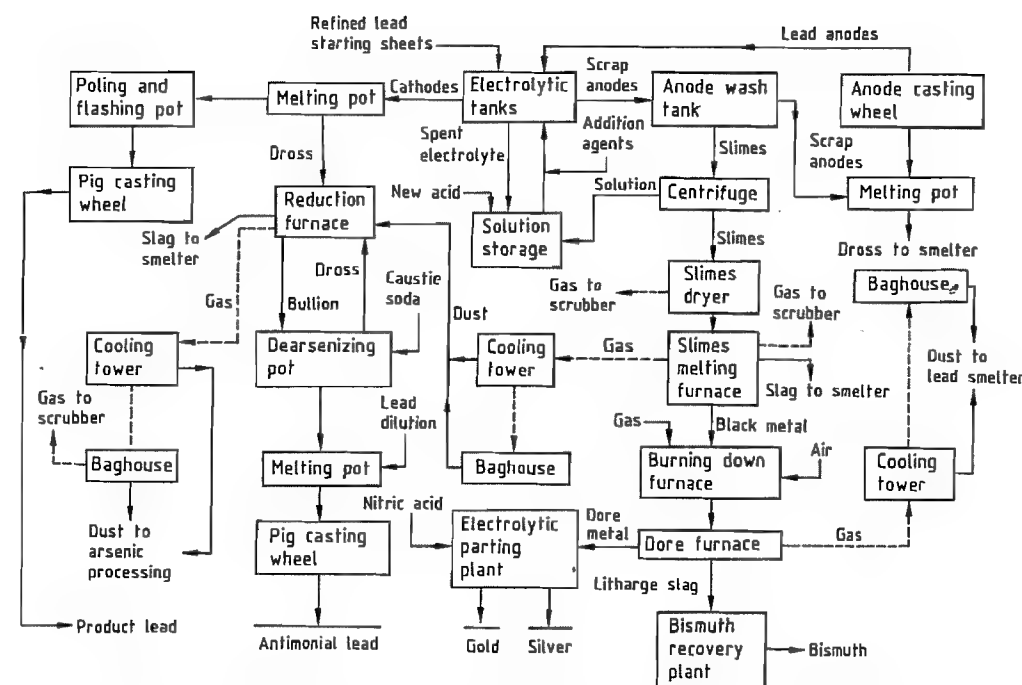 Refined lead
starting sheets
Lead anodes
Poling and
flashing pot
Melting pot
Cathodes
Electrolytic
tanks
Scrap
anodes
Anode wash
tank
Anode casting
wheel
Dross
Spent
electrolyte
Addition
agents
Slimes
Scrap
anodes
Pig casting
wheel
Reduction
furnace
New acid
Solution
storage
Solution
Centrifuge
Melting pot
Slag to
smelter
Slimes
Dross to smelter
Gas
Bullion
Dross
Caustie
soda
Dust
Gas to
scrubber
Slimes
dryer
Gas to
scrubber
Baghouse
Cooling
tower
Dearsenizing
pot
Cooling
tower
Gas
Slimes
melting
furnace
Slag to smelter
Dust to
lead smelter
Gas to
scrubber
Lead
dilution
Gas
Black metal
Air
Baghouse
Melting pot
Baghouse
Burning down
furnace
Cooling
tower
Dust to
arsenic
processing
Pig casting
wheel
Nitric acid
Electrolytic
parting
plant
Dore
metal
Dore furnace
Gas
Litharge slag
Product lead
Antimonial lead
Gold
Silver
Bismuth
recovery
plant
Bismuth